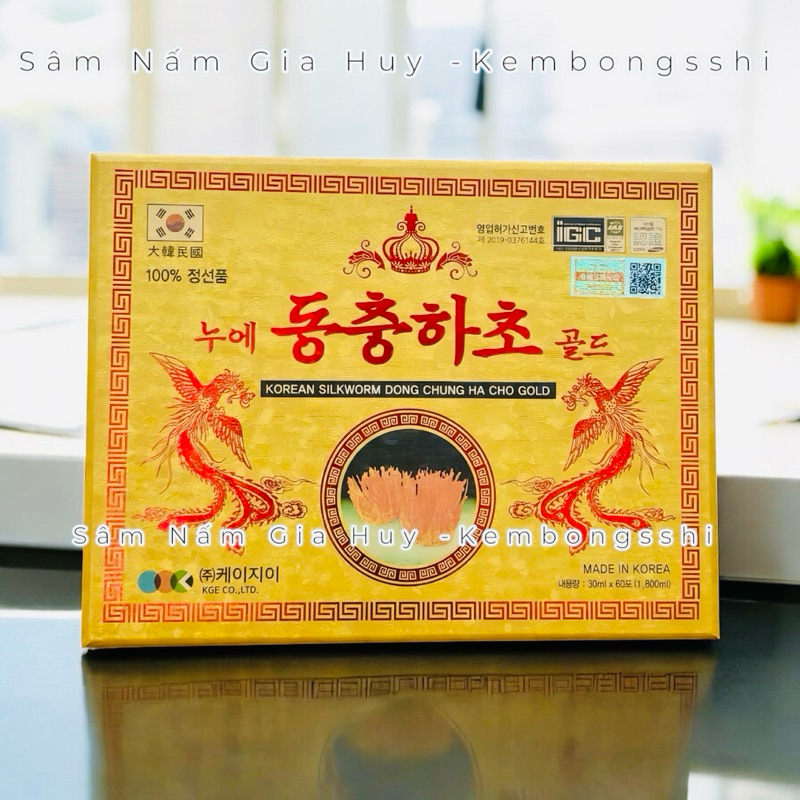 Sâm Nấm Gia Huy -Kembongsshi
大韓民國
100% 정선품
영업허가신고번호
제 2019-0376144호
IGC
누에 동충하초 골드
KOREAN SILKWORM DONG CHUNG HA CHO GOLD
Sâm Nấm Gia Huy -Kembongsshi
(주)케이지이
KGE CO.,LTD.
MADE IN KOREA
내용량 : 30ml x 60포 (1,800ml)